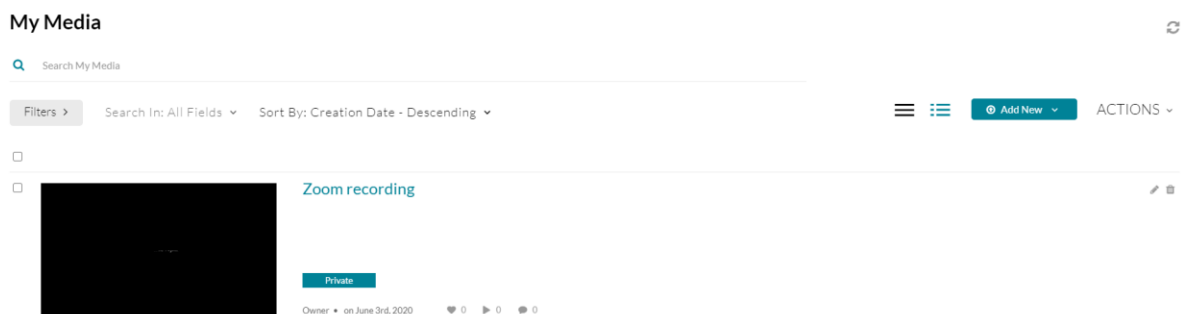 My Media
Search My Media
Filters > Search In: All Fields Sort By: Creation Date - Descending Add New ACTIONS
Zoom recording
Private
Owner • on June 3rd, 2020 0 0 0